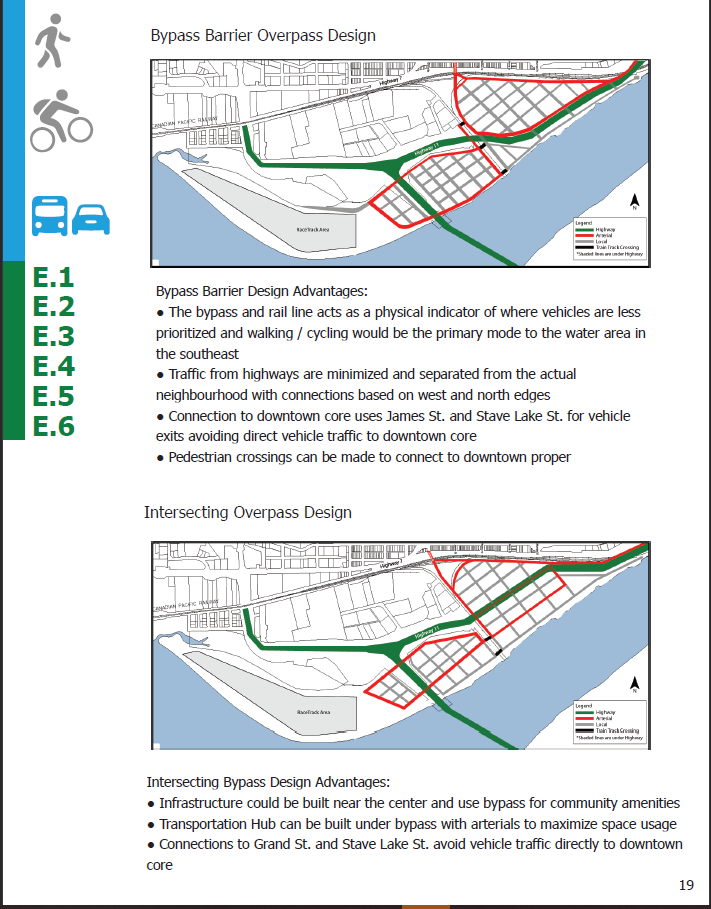 Bypass Barrier Overpass Design
Highway 7
CANADIAN PACIFIC RAILWAY
Highway 11
RaceTrack Area
N
Legend
Highway
Arterial
Local
Train Track Crossing
*Shaded lines are under Highway
E.1
E.2
E.3
E.4
E.5
E.6
Bypass Barrier Design Advantages:
● The bypass and rail line acts as a physical indicator of where vehicles are less
prioritized and walking / cycling would be the primary mode to the water area in
the southeast
● Traffic from highways are minimized and separated from the actual
neighbourhood with connections based on west and north edges
● Connection to downtown core uses James St. and Stave Lake St. for vehicle
exits avoiding direct vehicle traffic to downtown core
● Pedestrian crossings can be made to connect to downtown proper
Intersecting Overpass Design
Highway 7
CANADIAN PACIFIC RAILWAY
Highway 11
RaceTrack Area
N
Legend
Highway
Arterial
Local
Train Track Crossing
*Shaded lines are under Highway
Intersecting Bypass Design Advantages:
● Infrastructure could be built near the center and use bypass for community amenities
● Transportation Hub can be built under bypass with arterials to maximize space usage
● Connections to Grand St. and Stave Lake St. avoid vehicle traffic directly to downtown
core
19